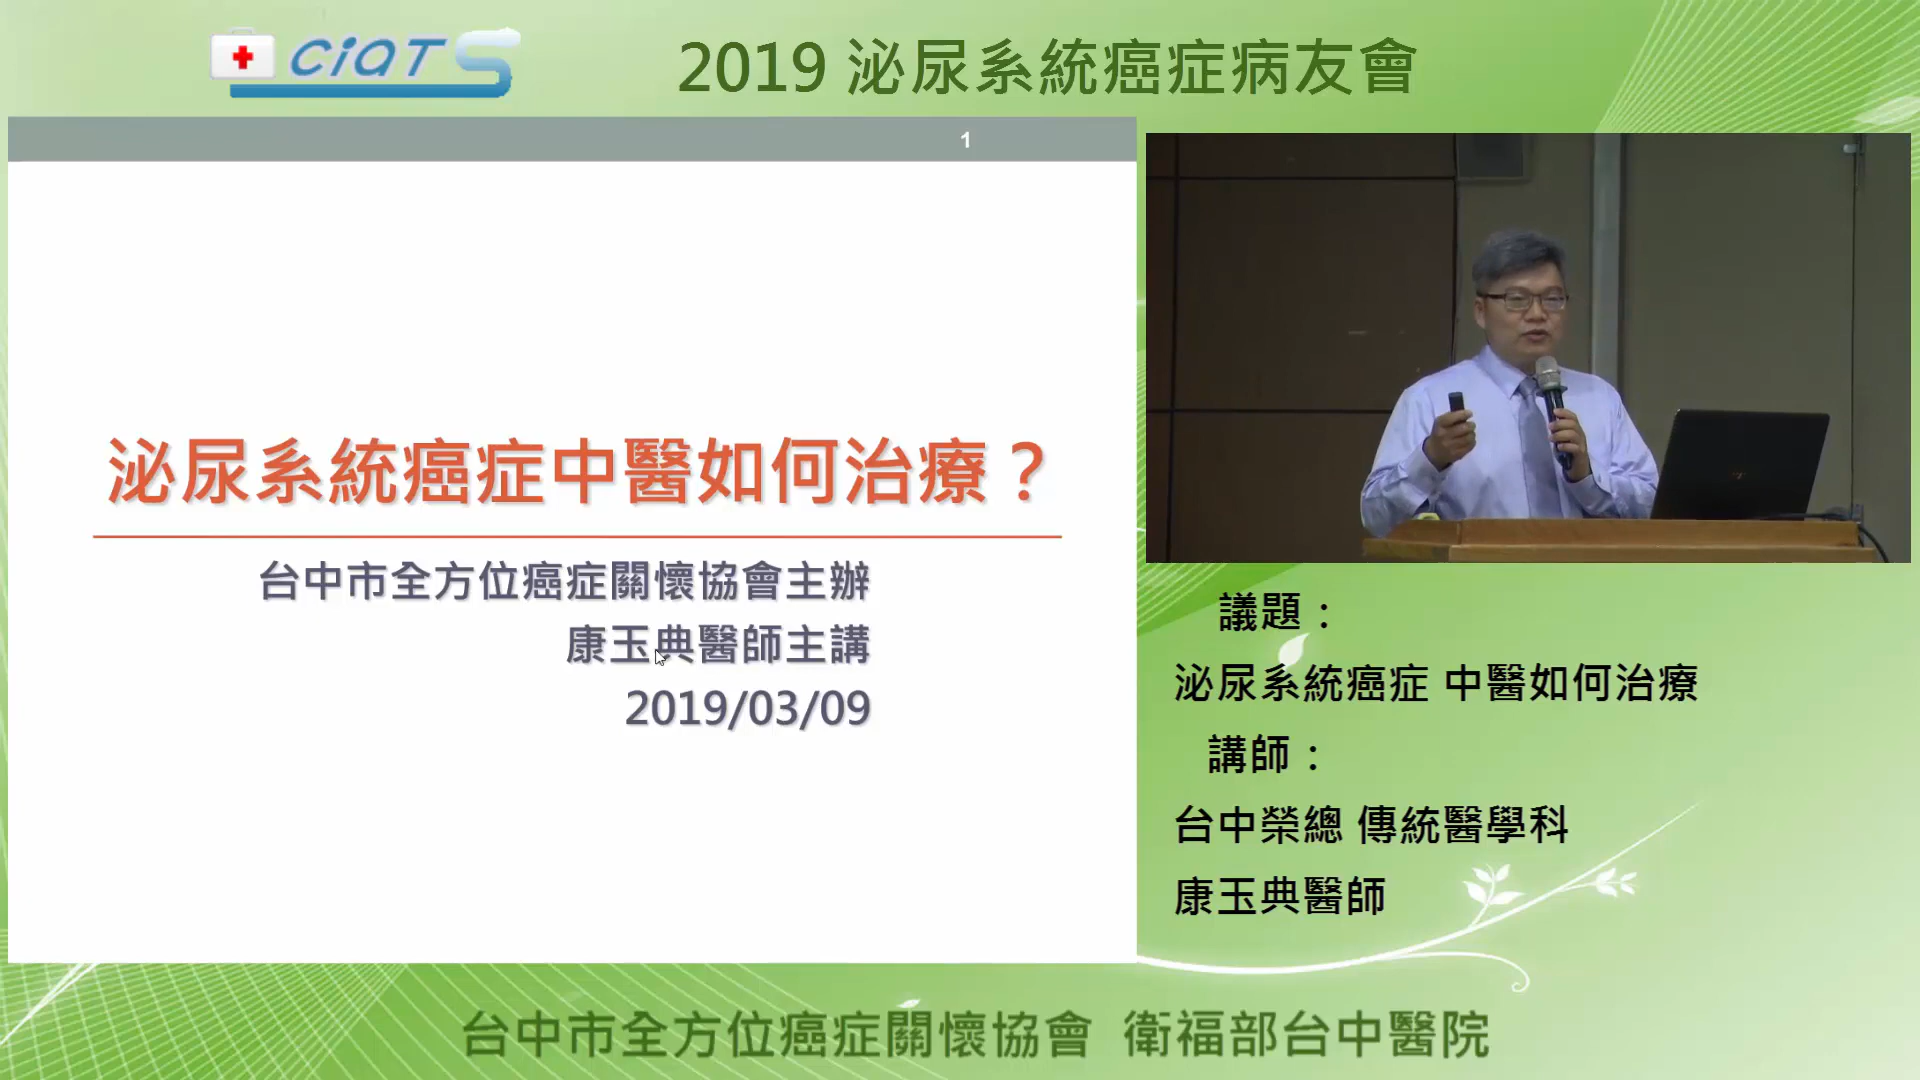 CiaTS
2019 泌尿系統癌症病友會
1
泌尿系統癌症中醫如何治療？
台中市全方位癌症關懷協會主辦
康玉典醫師主講
2019/03/09
議題：
泌尿系統癌症 中醫如何治療
講師：
台中榮總 傳統醫學科
康玉典醫師
台中市全方位癌症關懷協會 衛福部台中醫院